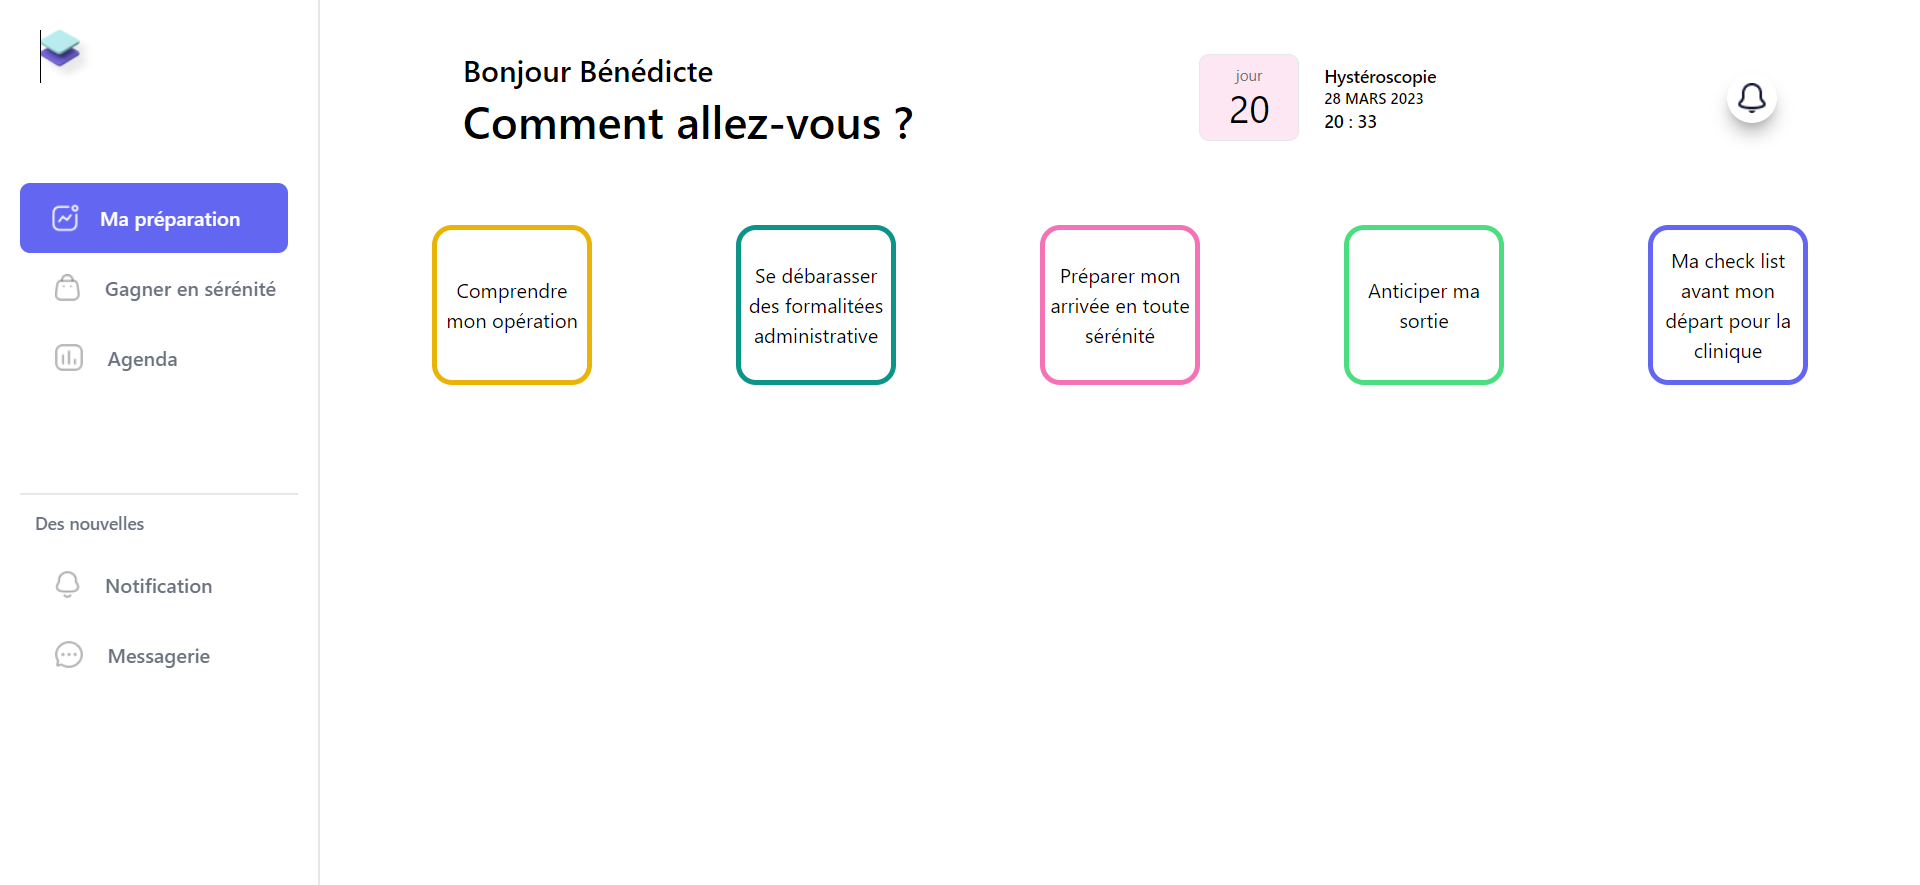 Bonjour Bénédicte
Comment allez-vous ?
jour
20
Hystéroscopie
28 MARS 2023
20 : 33
Ma préparation
Gagner en sérénité
Agenda
Des nouvelles
Notification
Messagerie
Comprendre
mon opération
Se débarasser
des formalitées
administrative
Préparer mon
arrivée en toute
sérénité
Anticiper ma
sortie
Ma check list
avant mon
départ pour la
clinique